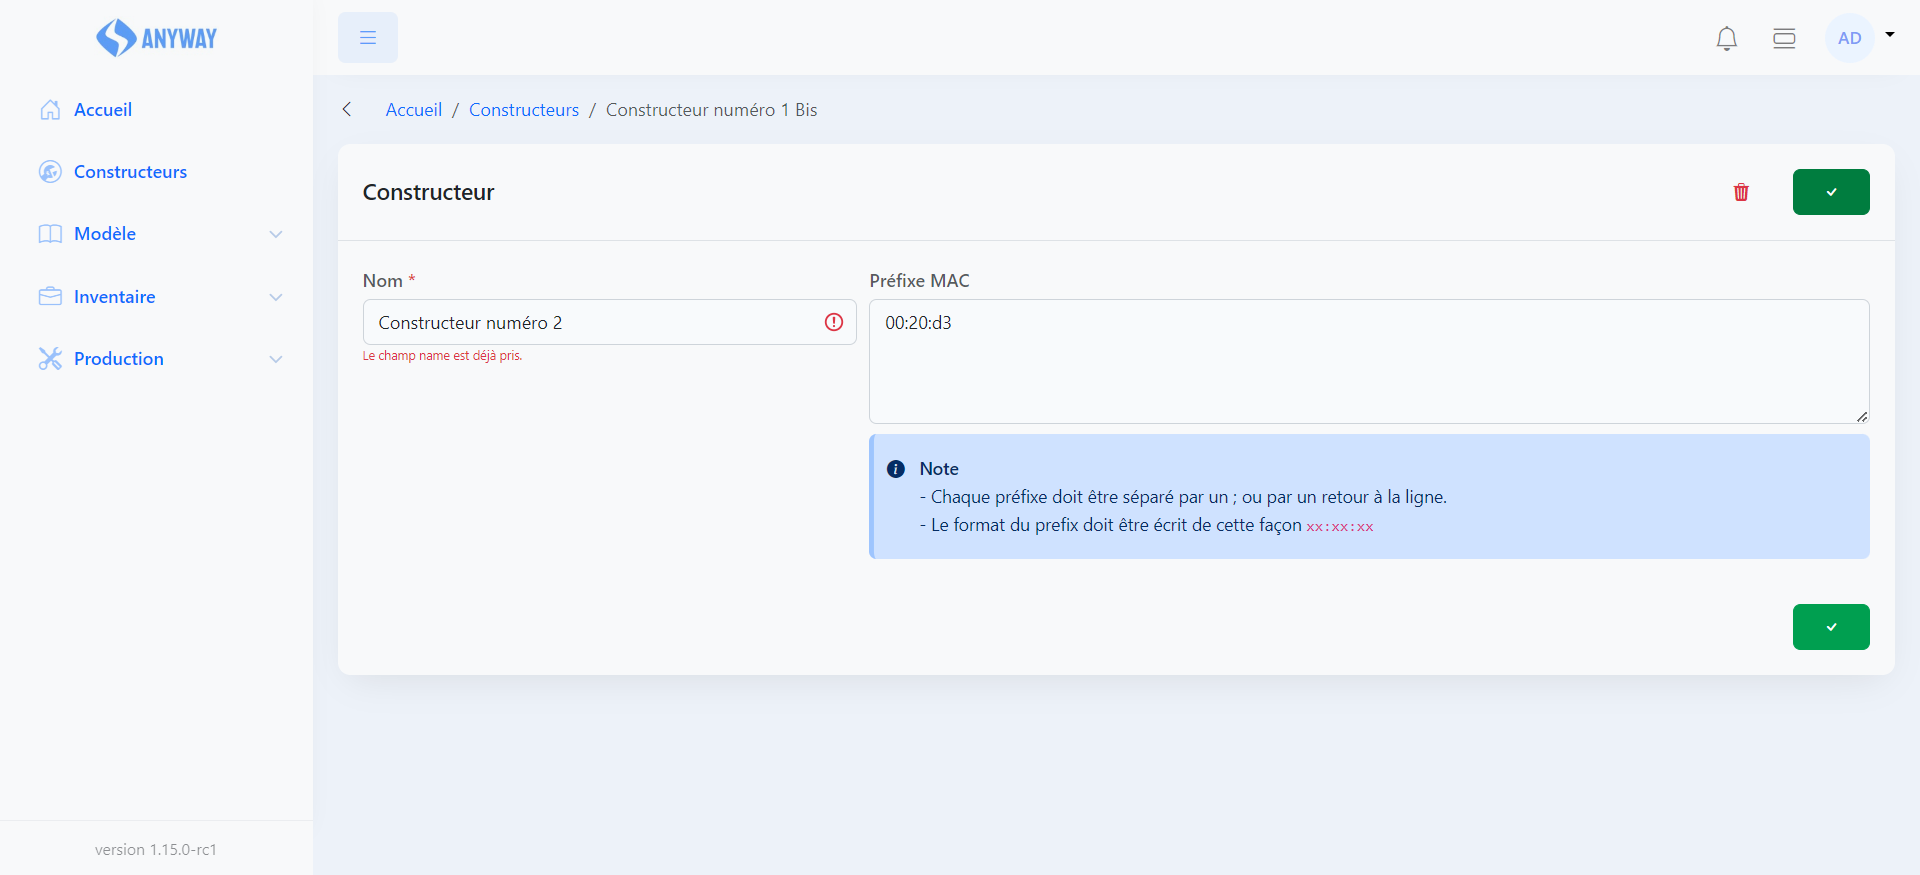 ANYWAY
AD
Accueil
Constructeurs
Modèle
Inventaire
Production
version 1.15.0-rc1
Accueil / Constructeurs / Constructeur numéro 1 Bis
Constructeur
Nom *
Constructeur numéro 2
Le champ name est déjà pris.
Préfixe MAC
00:20:d3
Note
- Chaque préfixe doit être séparé par un ; ou par un retour à la ligne.
- Le format du prefix doit être écrit de cette façon xx:xx:xx